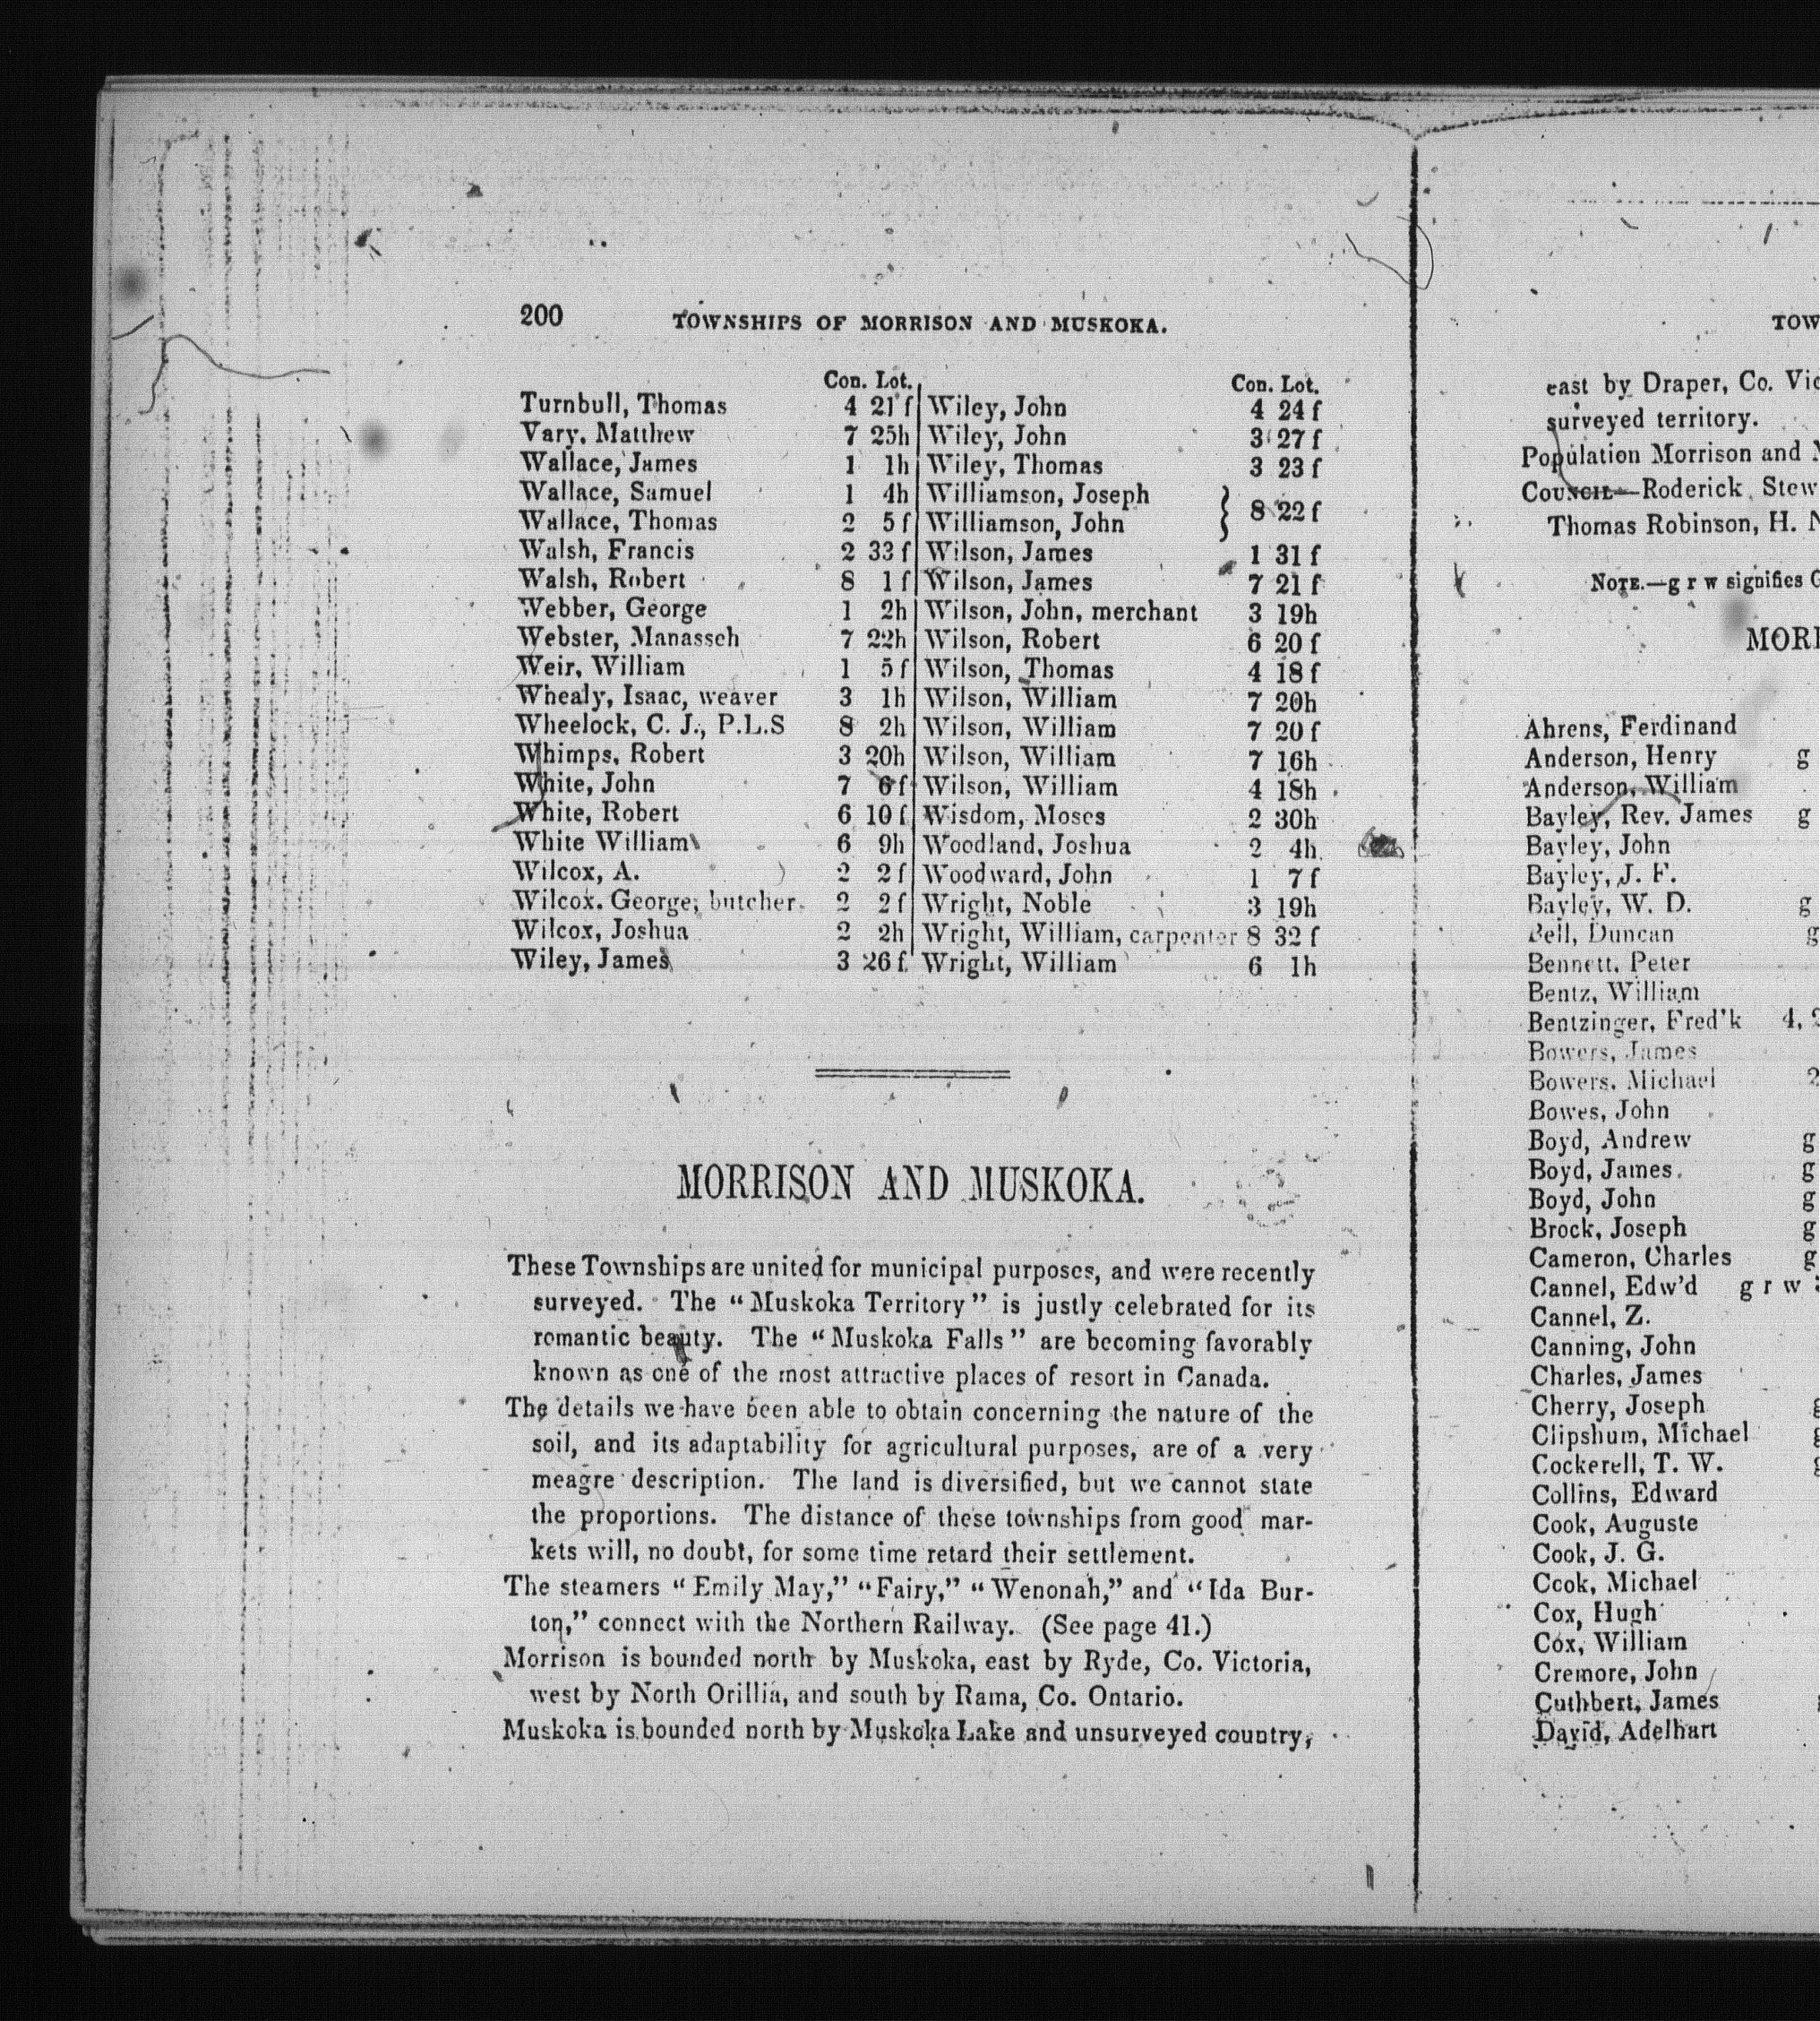 200 TOWNSHIPS OF MORRISON AND MUSKOKA.
Con. Lot.
Turnbull, Thomas 4 21 f
Vary, Matthew 7 25h
Wallace, James 1 1h
Wallace, Samuel 1 4h
Wallace, Thomas 2 5 f
Walsh, Francis 2 33 f
Walsh, Robert 8 1 f
Webber, George 1 2h
Webster, Manasseh 7 22h
Weir, William 1 5 f
Whealy, Isaac, weaver 3 1h
Wheelock, C. J., P.L.S 8 2h
Whimps, Robert 3 20h
White, John 7 6 f
White, Robert 6 10 f
White William 6 9h
Wilcox, A. 2 2 f
Wilcox. George, butcher 2 2 f
Wilcox, Joshua 2 2h
Wiley, James 3 26 f
Con. Lot.
Wiley, John 4 24 f
Wiley, John 3 27 f
Wiley, Thomas 3 23 f
Williamson, Joseph
Williamson, John } 8 22 f
Wilson, James 1 31 f
Wilson, James 7 21 f
Wilson, John, merchant 3 19h
Wilson, Robert 6 20 f
Wilson, Thomas 4 18 f
Wilson, William 7 20h
Wilson, William 7 20 f
Wilson, William 7 16h
Wilson, William 4 18h
Wisdom, Moses 2 30h
Woodland, Joshua 2 4h
Woodward, John 1 7 f
Wright, Noble 3 19h
Wright, William, carpenter 8 32 f
Wright, William 6 1h
MORRISON AND MUSKOKA.
These Townships are united for municipal purposes, and were recently
surveyed. The "Muskoka Territory" is justly celebrated for its
romantic beauty. The "Muskoka Falls" are becoming favorably
known as one of the most attractive places of resort in Canada.
The details we have been able to obtain concerning the nature of the
soil, and its adaptability for agricultural purposes, are of a very
meagre description. The land is diversified, but we cannot state
the proportions. The distance of these townships from good mar-
kets will, no doubt, for some time retard their settlement.
The steamers "Emily May," "Fairy," "Wenonah," and "Ida Bur-
ton," connect with the Northern Railway. (See page 41.)
Morrison is bounded north by Muskoka, east by Ryde, Co. Victoria,
west by North Orillia, and south by Rama, Co. Ontario.
Muskoka is bounded north by Muskoka Lake and unsurveyed country,
TOW
east by Draper, Co. Vic
surveyed territory.
Population Morrison and
COUNCIL—Roderick Stew
Thomas Robinson, H.
NOTE.—g r w signifies G
MORR
Ahrens, Ferdinand
Anderson, Henry g
Anderson, William
Bayley, Rev. James g
Bayley, John
Bayley, J. F.
Bayley, W. D. g
Bell, Duncan g
Bennett, Peter
Bentz, William
Bentzinger, Fred'k 4,
Bowers, James
Bowers, Michael 2
Bowes, John
Boyd, Andrew g
Boyd, James g
Boyd, John g
Brock, Joseph g
Cameron, Charles g
Cannel, Edw'd g r w
Cannel, Z.
Canning, John
Charles, James
Cherry, Joseph g
Clipshum, Michael g
Cockerell, T. W. g
Collins, Edward
Cook, Auguste
Cook, J. G.
Cook, Michael
Cox, Hugh
Cox, William
Cremore, John
Cuthbert, James
David, Adelhart